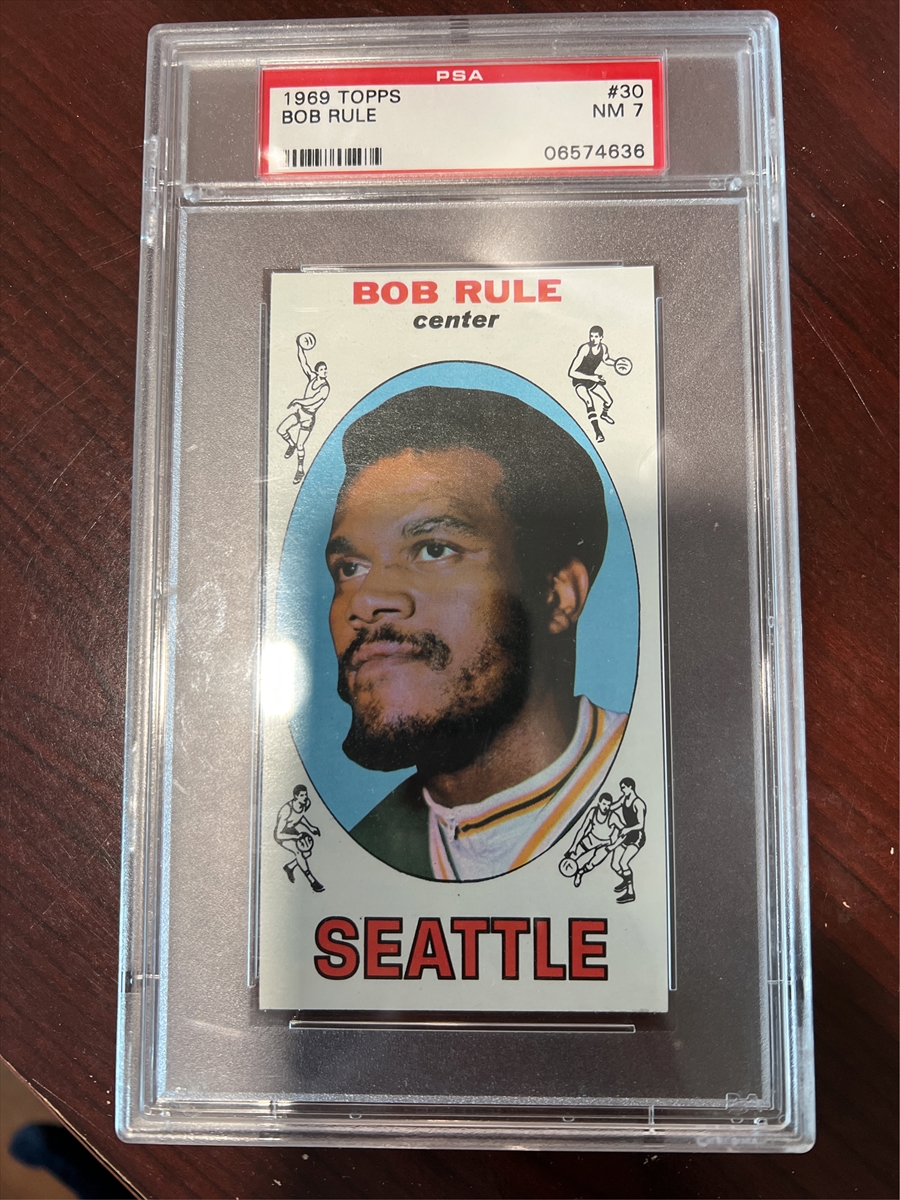 PSA
1969 TOPPS #30
BOB RULE NM 7
06574636
BOB RULE
center
SEATTLE